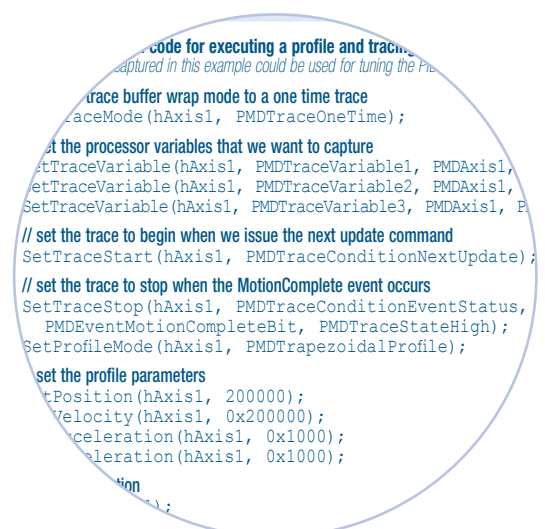 code for executing a profile and tracing
captured in this example could be used for tuning the PID
trace buffer wrap mode to a one time trace
TraceMode(hAxis1, PMDTraceOneTime);
set the processor variables that we want to capture
SetTraceVariable(hAxis1, PMDTraceVariable1, PMDAxis1,
SetTraceVariable(hAxis1, PMDTraceVariable2, PMDAxis1,
SetTraceVariable(hAxis1, PMDTraceVariable3, PMDAxis1, P
// set the trace to begin when we issue the next update command
SetTraceStart(hAxis1, PMDTraceConditionNextUpdate);
// set the trace to stop when the MotionComplete event occurs
SetTraceStop(hAxis1, PMDTraceConditionEventStatus,
PMDEventMotionCompleteBit, PMDTraceStateHigh);
SetProfileMode(hAxis1, PMDTrapezoidalProfile);
set the profile parameters
tPosition(hAxis1, 200000);
Velocity(hAxis1, 0x200000);
cceleration(hAxis1, 0x1000);
eleration(hAxis1, 0x1000);
tion
1);